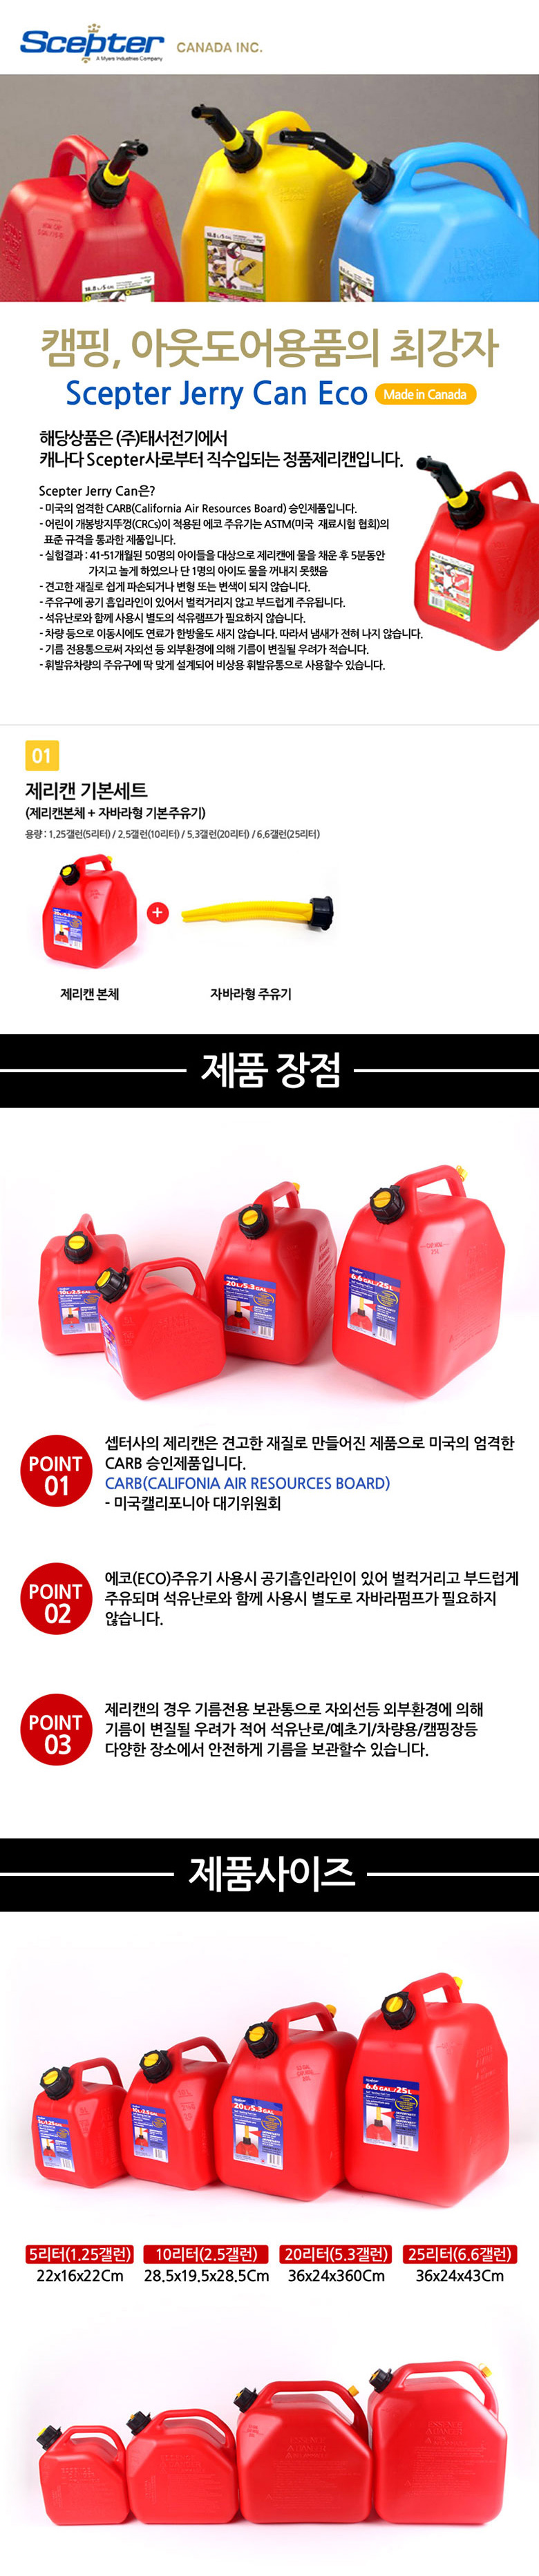 Scepter CANADA INC.
A Myers Industries Company
캠핑, 아웃도어용품의 최강자
Scepter Jerry Can Eco Made in Canada
해당상품은 (주)태서전기에서
캐나다 Scepter사로부터 직수입되는 정품제리캔입니다.
Scepter Jerry Can은?
- 미국의 엄격한 CARB(California Air Resources Board) 승인제품입니다.
- 어린이 개봉방지뚜껑(CRCs)이 적용된 에코 주유기는 ASTM(미국 재료시험 협회)의
표준 규격을 통과한 제품입니다.
- 실험결과 : 41-51개월된 50명의 아이들을 대상으로 제리캔에 물을 채운 후 5분동안
가지고 놀게 하였으나 단 1명의 아이도 물을 꺼내지 못했음
- 견고한 재질로 쉽게 파손되거나 변형 또는 변색이 되지 않습니다.
- 주유구에 공기 흡입라인이 있어서 벌컥거리지 않고 부드럽게 주유됩니다.
- 석유난로와 함께 사용시 별도의 석유램프가 필요하지 않습니다.
- 차량 등으로 이동시에도 연료가 한방울도 새지 않습니다. 따라서 냄새가 전혀 나지 않습니다.
- 기름 전용통으로써 자외선 등 외부환경에 의해 기름이 변질될 우려가 적습니다.
- 휘발유차량의 주유구에 딱 맞게 설계되어 비상용 휘발유통으로 사용할수 있습니다.
01
제리캔 기본세트
(제리캔본체 + 자바라형 기본주유기)
용량 : 1.25갤런(5리터) / 2.5갤런(10리터) / 5.3갤런(20리터) / 6.6갤런(25리터)
+
제리캔 본체 자바라형 주유기
제품 장점
10L/2.5 GAL
20L/5.3 GAL
6.6 GAL/25L
POINT
01
셉터사의 제리캔은 견고한 재질로 만들어진 제품으로 미국의 엄격한
CARB 승인제품입니다.
CARB(CALIFONIA AIR RESOURCES BOARD)
- 미국캘리포니아 대기위원회
POINT
02
에코(ECO)주유기 사용시 공기흡인라인이 있어 벌컥거리고 부드럽게
주유되며 석유난로와 함께 사용시 별도로 자바라펌프가 필요하지
않습니다.
POINT
03
제리캔의 경우 기름전용 보관통으로 자외선등 외부환경에 의해
기름이 변질될 우려가 적어 석유난로/예초기/차량용/캠핑장등
다양한 장소에서 안전하게 기름을 보관할수 있습니다.
제품사이즈
20L/5.3 GAL
6.6 GAL/25L
5리터(1.25갤런) 10리터(2.5갤런) 20리터(5.3갤런) 25리터(6.6갤런)
22x16x22Cm 28.5x19.5x28.5Cm 36x24x360Cm 36x24x43Cm